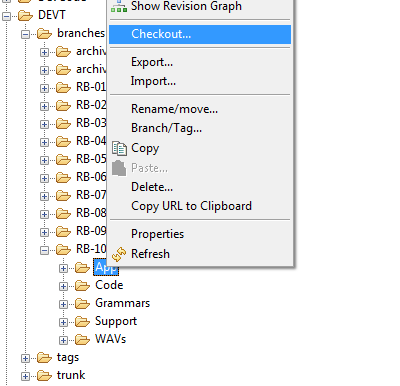 Show Revision Graph
DEVT
Checkout...
branches
archiv
Export...
archiv
Import...
RB-01
RB-02
Rename/move...
RB-03
Branch/Tag...
RB-04
Copy
RB-05
Paste...
RB-06
Delete...
RB-07
Copy URL to Clipboard
RB-08
RB-09
Properties
RB-10
Refresh
App
Code
Grammars
Support
WAVs
tags
trunk